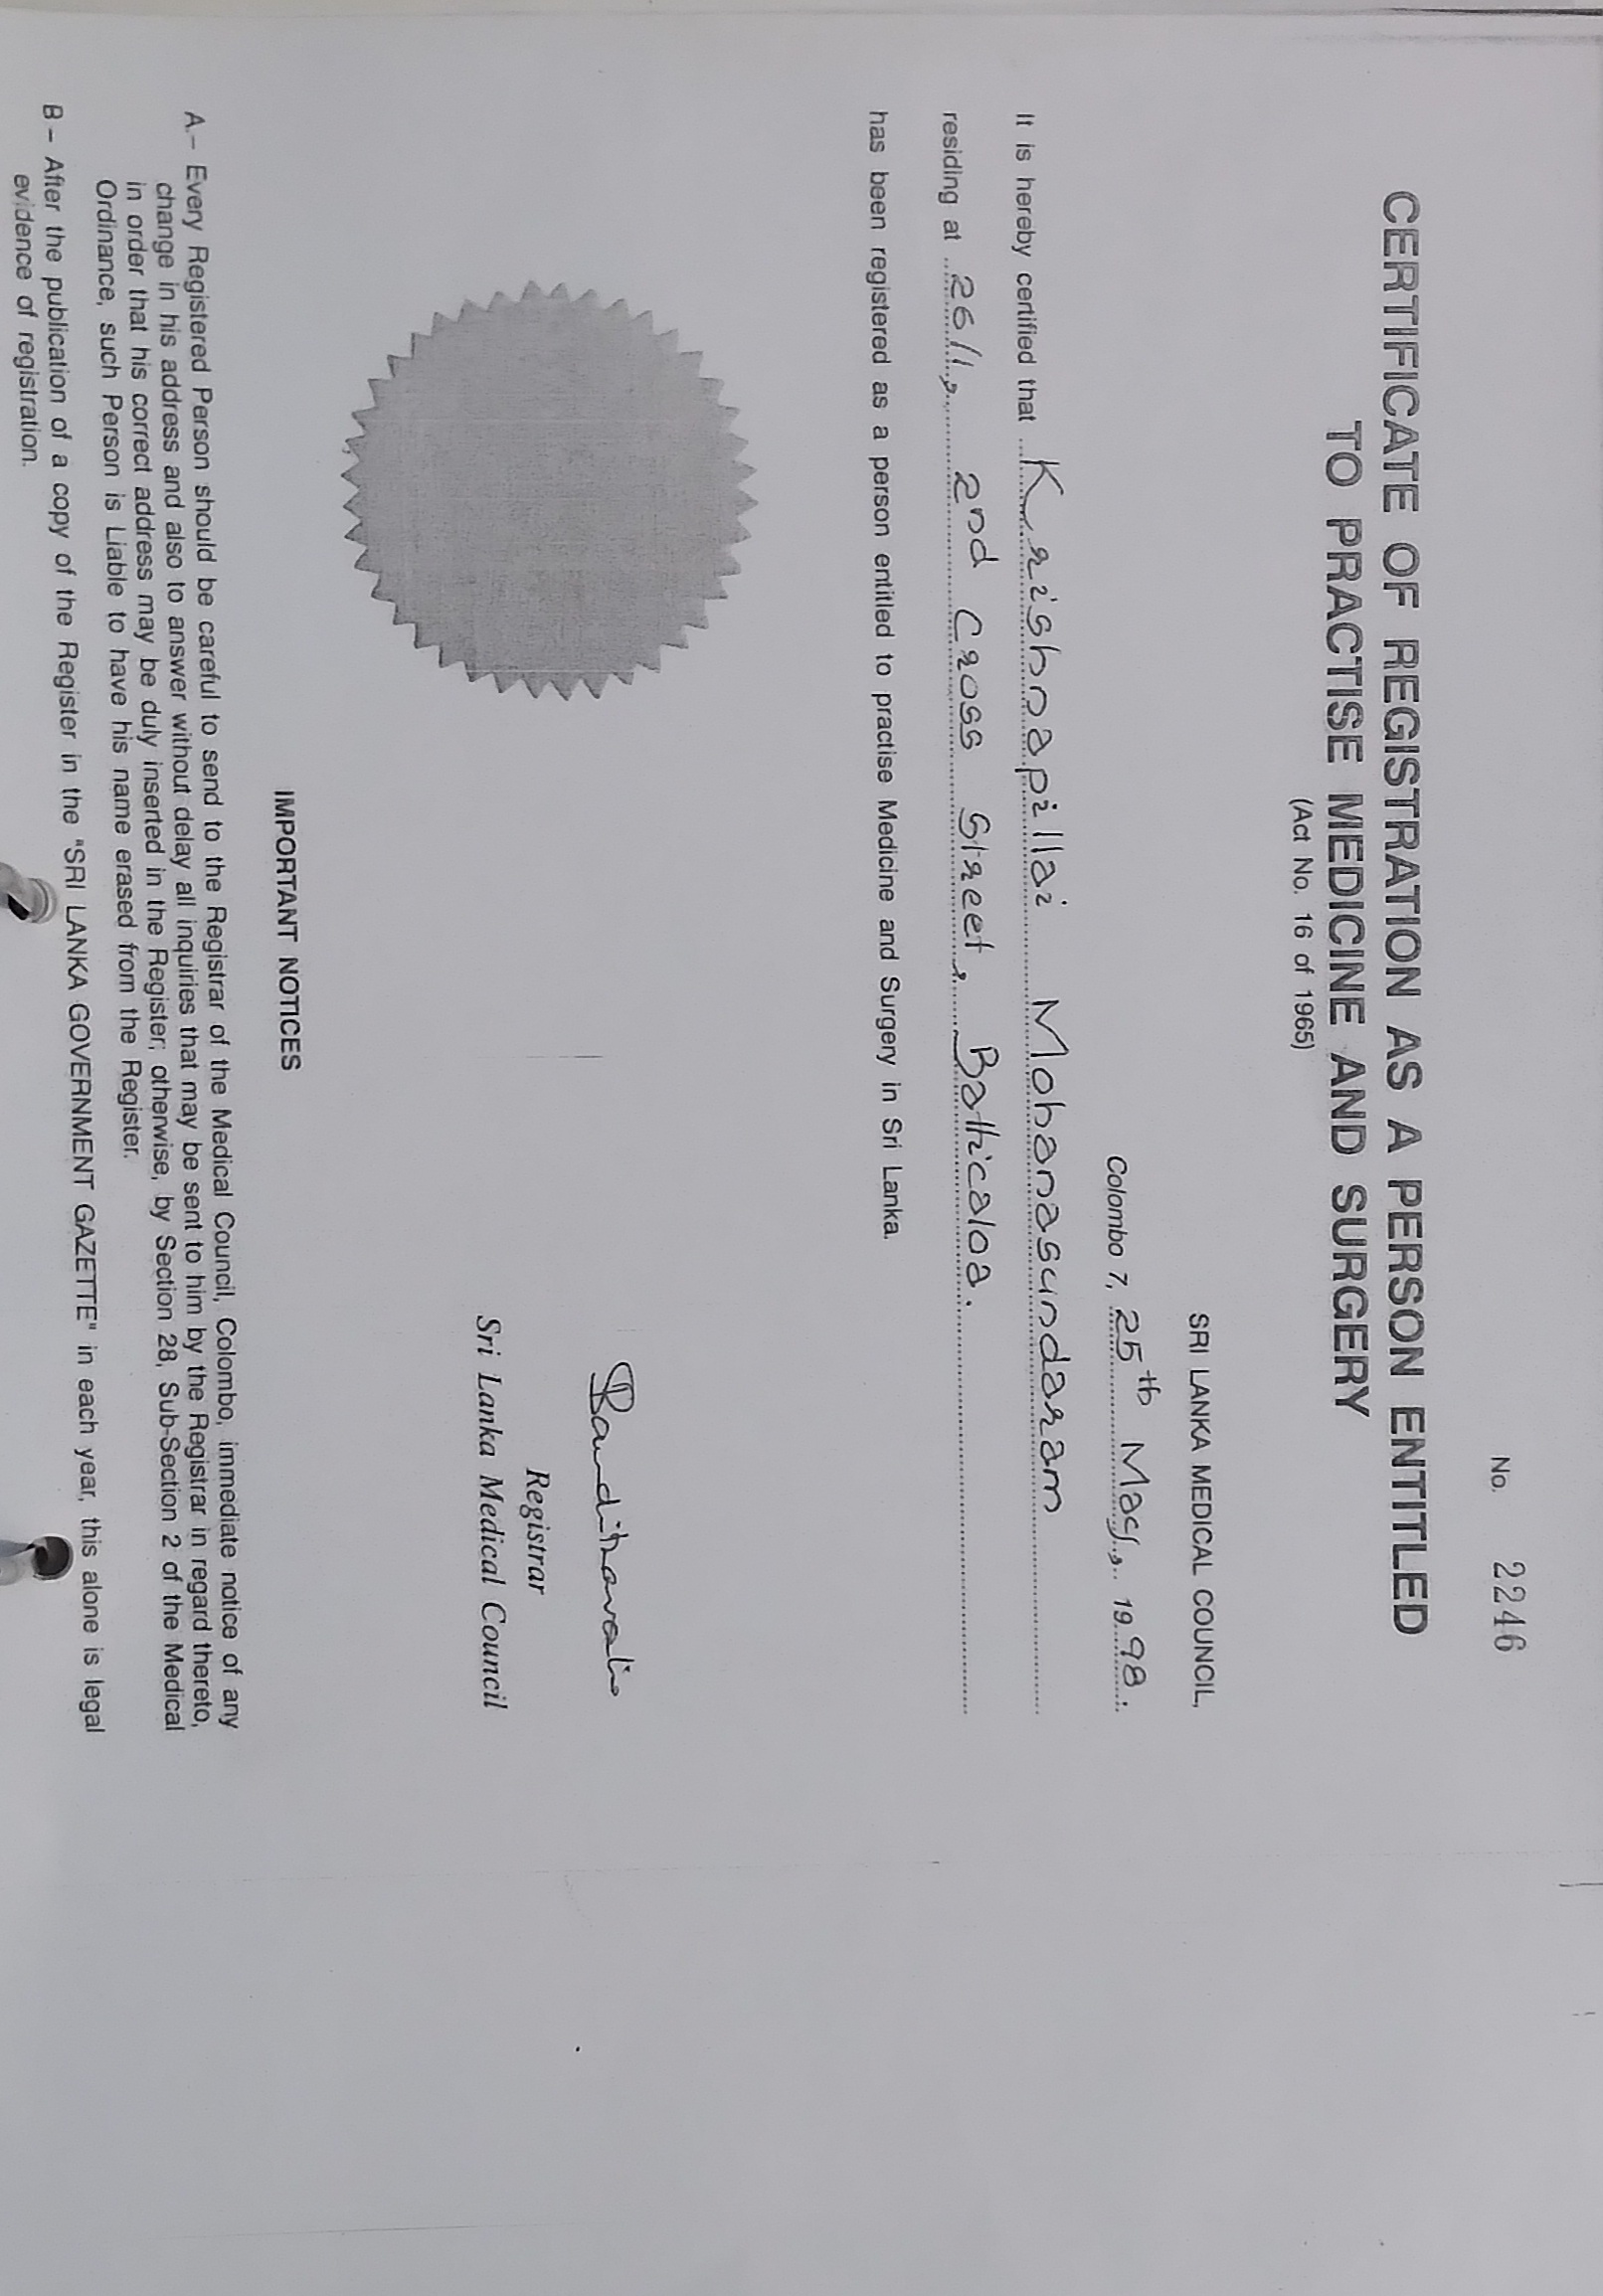 No. 2246
CERTIFICATE OF REGISTRATION AS A PERSON ENTITLED
TO PRACTISE MEDICINE AND SURGERY
(Act No. 16 of 1965)
SRI LANKA MEDICAL COUNCIL,
Colombo 7, 25th May, 1998.
It is hereby certified that Krishnapillai Mohanasundaram
residing at 26/1, 2nd Cross Street, Batticaloa.
has been registered as a person entitled to practise Medicine and Surgery in Sri Lanka.
Registrar
Sri Lanka Medical Council
IMPORTANT NOTICES
A.– Every Registered Person should be careful to send to the Registrar of the Medical Council, Colombo, immediate notice of any
change in his address and also to answer without delay all inquiries that may be sent to him by the Registrar in regard thereto,
in order that his correct address may be duly inserted in the Register; otherwise, by Section 28, Sub-Section 2 of the Medical
Ordinance, such Person is Liable to have his name erased from the Register.
B – After the publication of a copy of the Register in the "SRI LANKA GOVERNMENT GAZETTE" in each year, this alone is legal
evidence of registration.